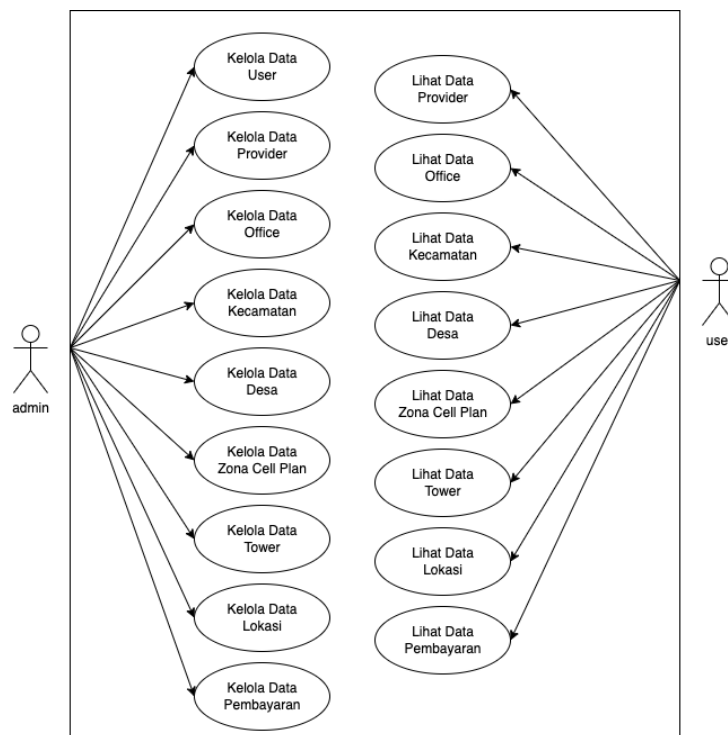 Kelola Data
User
Kelola Data
Provider
Kelola Data
Office
Kelola Data
Kecamatan
Kelola Data
Desa
Kelola Data
Zona Cell Plan
Kelola Data
Tower
Kelola Data
Lokasi
Kelola Data
Pembayaran
Lihat Data
Provider
Lihat Data
Office
Lihat Data
Kecamatan
Lihat Data
Desa
Lihat Data
Zona Cell Plan
Lihat Data
Tower
Lihat Data
Lokasi
Lihat Data
Pembayaran
admin
use